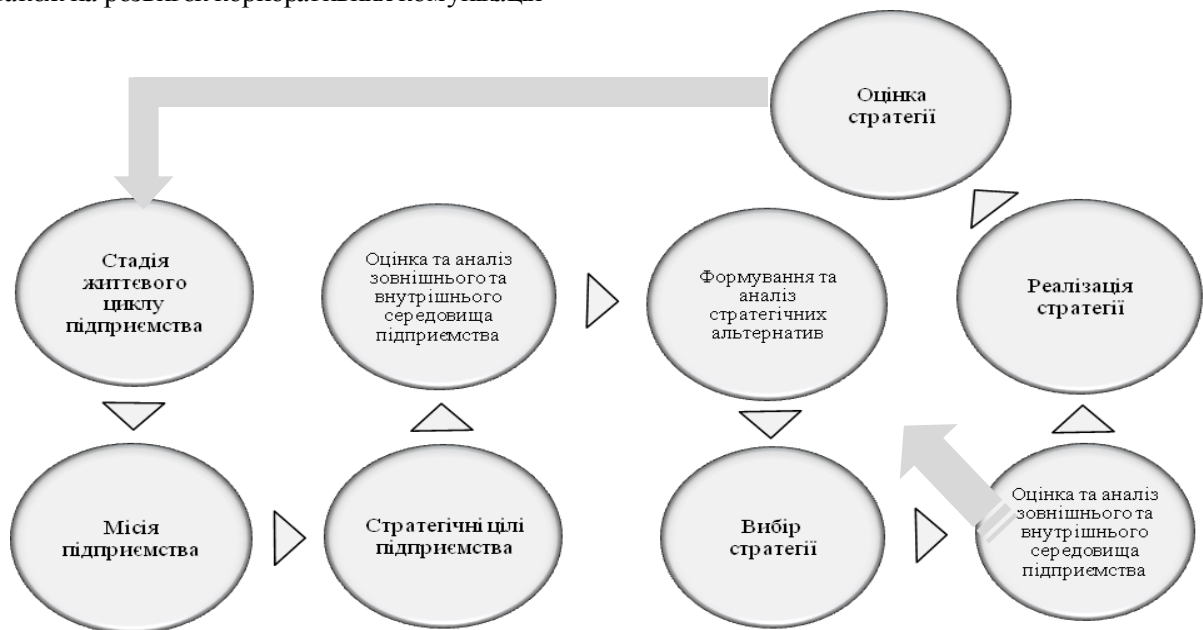 Оцінка
стратегії
Стадія
життєвого
циклу
підприємства
Оцінка та аналіз
зовнішнього та
внутрішнього
середовища
підприємства
Формування та
аналіз
стратегічних
альтернатив
Реалізація
стратегії
Місія
підприємства
Стратегічні цілі
підприємства
Вибір
стратегії
Оцінка та аналіз
зовнішнього та
внутрішнього
середовища
підприємства